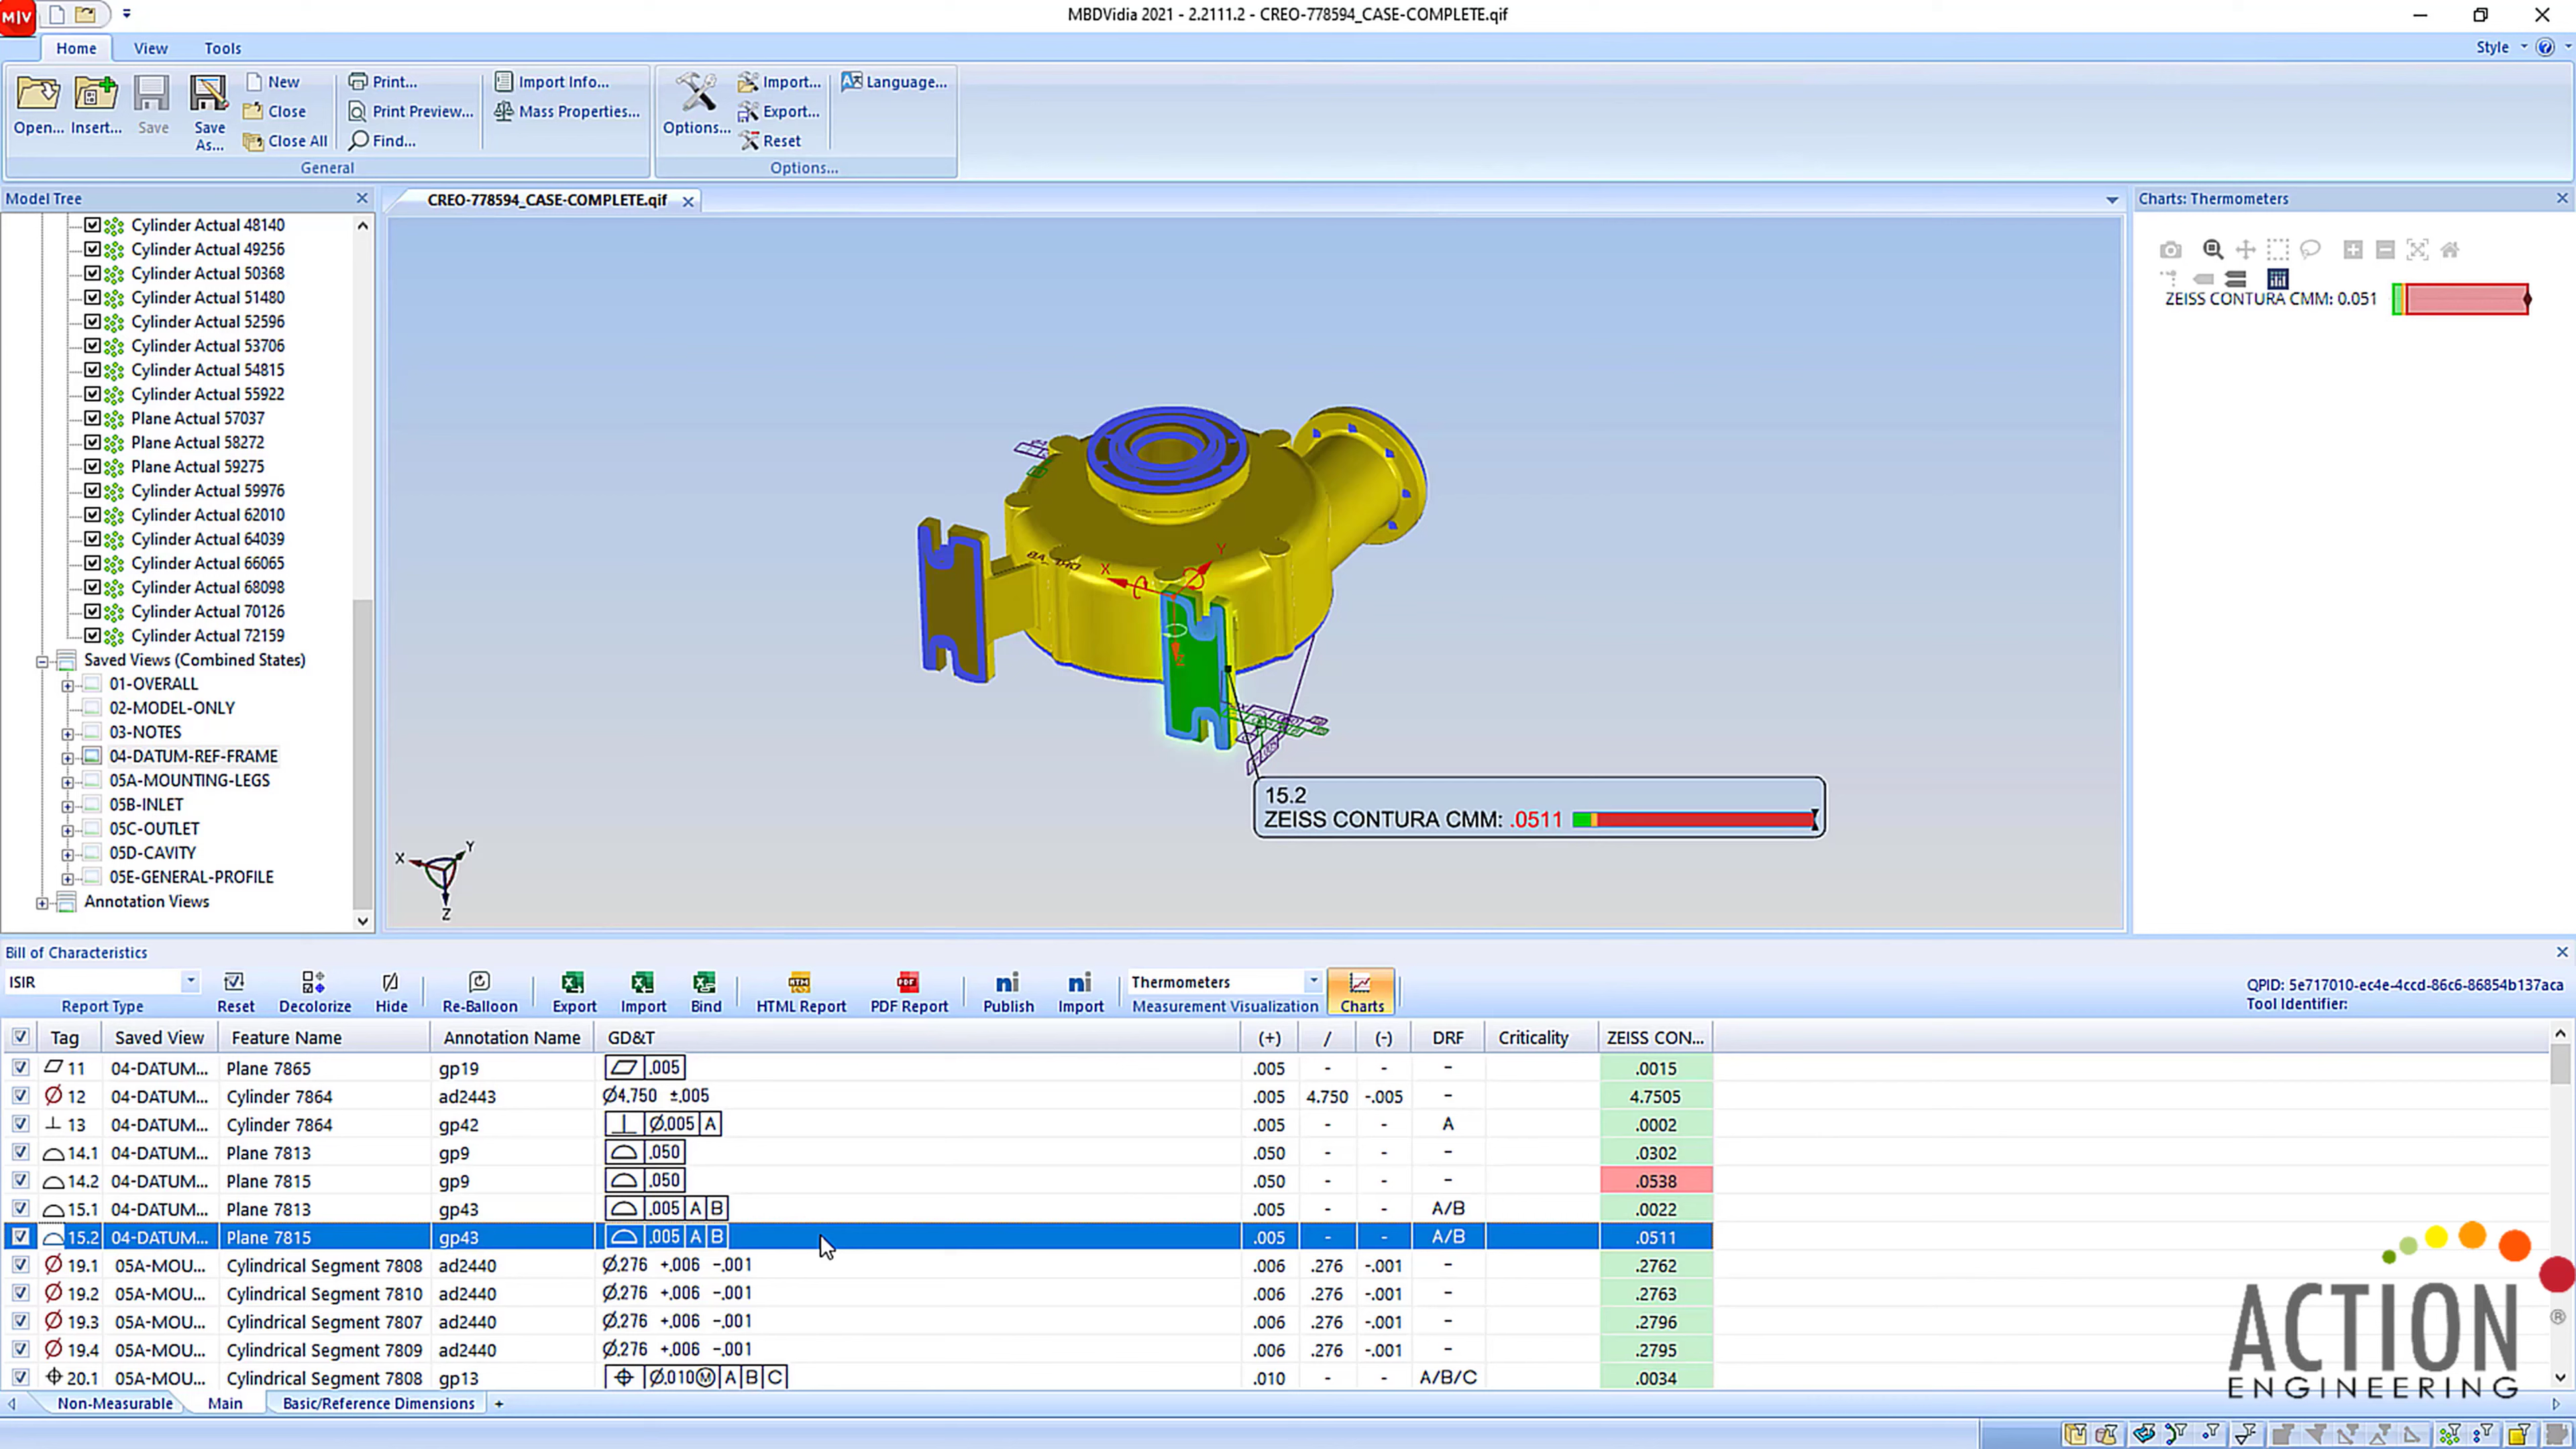 M|V
MBDVidia 2021 - 2.2111.2 - CREO-778594_CASE-COMPLETE.qif
Home View Tools
Style
Open... Insert... Save Save As...
New
Close
Close All
Print...
Print Preview...
Find...
Import Info...
Mass Properties...
General
Options...
Import...
Export...
Reset
Language...
Options...
Model Tree
Cylinder Actual 48140
Cylinder Actual 49256
Cylinder Actual 50368
Cylinder Actual 51480
Cylinder Actual 52596
Cylinder Actual 53706
Cylinder Actual 54815
Cylinder Actual 55922
Plane Actual 57037
Plane Actual 58272
Plane Actual 59275
Cylinder Actual 59976
Cylinder Actual 62010
Cylinder Actual 64039
Cylinder Actual 66065
Cylinder Actual 68098
Cylinder Actual 70126
Cylinder Actual 72159
Saved Views (Combined States)
01-OVERALL
02-MODEL-ONLY
03-NOTES
04-DATUM-REF-FRAME
05A-MOUNTING-LEGS
05B-INLET
05C-OUTLET
05D-CAVITY
05E-GENERAL-PROFILE
Annotation Views
CREO-778594_CASE-COMPLETE.qif
X Y
X Y Z
15.2
ZEISS CONTURA CMM: .0511
Charts: Thermometers
ZEISS CONTURA CMM: 0.051
Bill of Characteristics
ISIR
Report Type
Reset Decolorize Hide Re-Balloon Export Import Bind HTML Report PDF Report Publish Import
Thermometers
Measurement Visualization
Charts
QPID: 5e717010-ec4e-4ccd-86c6-86854b137aca
Tool Identifier:
Tag Saved View Feature Name Annotation Name GD&T (+) / (-) DRF Criticality ZEISS CON...
11 04-DATUM... Plane 7865 gp19 ⏥ .005 .005 - - - .0015
⌀ 12 04-DATUM... Cylinder 7864 ad2443 ⌀4.750 ±.005 .005 4.750 -.005 - 4.7505
⊥ 13 04-DATUM... Cylinder 7864 gp42 ⊥ ⌀.005 A .005 - - A .0002
⌓ 14.1 04-DATUM... Plane 7813 gp9 ⌓ .050 .050 - - - .0302
⌓ 14.2 04-DATUM... Plane 7815 gp9 ⌓ .050 .050 - - - .0538
⌓ 15.1 04-DATUM... Plane 7813 gp43 ⌓ .005 A B .005 - - A/B .0022
⌓ 15.2 04-DATUM... Plane 7815 gp43 ⌓ .005 A B .005 - - A/B .0511
⌀ 19.1 05A-MOU... Cylindrical Segment 7808 ad2440 ⌀.276 +.006 -.001 .006 .276 -.001 - .2762
⌀ 19.2 05A-MOU... Cylindrical Segment 7810 ad2440 ⌀.276 +.006 -.001 .006 .276 -.001 - .2763
⌀ 19.3 05A-MOU... Cylindrical Segment 7807 ad2440 ⌀.276 +.006 -.001 .006 .276 -.001 - .2796
⌀ 19.4 05A-MOU... Cylindrical Segment 7809 ad2440 ⌀.276 +.006 -.001 .006 .276 -.001 - .2795
⌖ 20.1 05A-MOU... Cylindrical Segment 7808 gp13 ⌖ ⌀.010Ⓜ A B C .010 - - A/B/C .0034
Non-Measurable Main Basic/Reference Dimensions +
ACTION
ENGINEERING ®